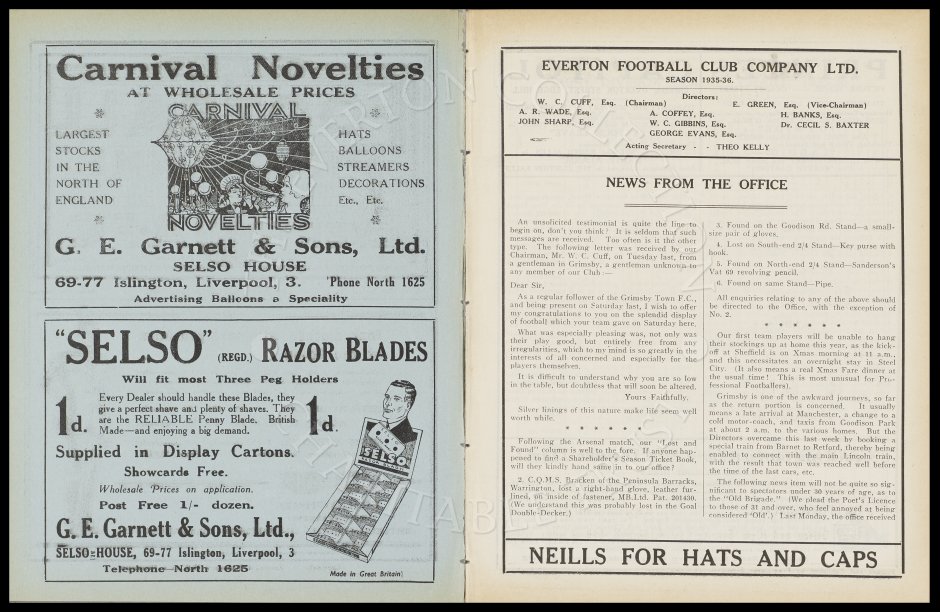 Carnival Novelties
AT WHOLESALE PRICES
LARGEST
STOCKS
IN THE
NORTH OF
ENGLAND
CARNIVAL
NOVELTIES
HATS
BALLOONS
STREAMERS
DECORATIONS
Etc., Etc.
G. E. Garnett & Sons, Ltd.
SELSO HOUSE
69-77 Islington, Liverpool, 3. 'Phone North 1625
Advertising Balloons a Speciality
"SELSO" (REGD.) RAZOR BLADES
Will fit most Three Peg Holders
1d.
Every Dealer should handle these Blades, they
give a perfect shave and plenty of shaves. They
are the RELIABLE Penny Blade. British
Made—and enjoying a big demand.
1d.
Supplied in Display Cartons.
Showcards Free.
Wholesale Prices on application.
Post Free 1/- dozen.
G. E. Garnett & Sons, Ltd.,
SELSO-HOUSE, 69-77 Islington, Liverpool, 3
Telephone North 1625
SELSO
RAZOR BLADES
Made in Great Britain
EVERTON FOOTBALL CLUB COMPANY LTD.
SEASON 1935-36.
Directors:
W. C. CUFF, Esq. (Chairman)
E. GREEN, Esq. (Vice-Chairman)
A. R. WADE, Esq.
A. COFFEY, Esq.
H. BANKS, Esq.
JOHN SHARP, Esq.
W. C. GIBBINS, Esq.
Dr. CECIL S. BAXTER
GEORGE EVANS, Esq.
Acting Secretary - - THEO KELLY
NEWS FROM THE OFFICE
An unsolicited testimonial is quite the line to
begin on, don't you think? It is seldom that such
messages are received. Too often is it the other
type. The following letter was received by our
Chairman, Mr. W. C. Cuff, on Tuesday last, from
a gentleman in Grimsby, a gentleman unknown to
any member of our Club:—
Dear Sir,
As a regular follower of the Grimsby Town F.C.,
and being present on Saturday last, I wish to offer
my congratulations to you on the splendid display
of football which your team gave on Saturday here.
What was especially pleasing was, not only was
their play good, but entirely free from any
irregularities, which to my mind is so greatly in the
interests of all concerned and especially for the
players themselves.
It is difficult to understand why you are so low
in the table, but doubtless that will soon be altered.
Yours Faithfully,
Silver linings of this nature make life seem well
worth while.
* * * * * *
Following the Arsenal match, our "Lost and
Found" column is well to the fore. If anyone hap-
pened to find a Shareholder's Season Ticket Book,
will they kindly hand same in to our office?
2. C.Q.M.S. Bracken of the Peninsula Barracks,
Warrington, lost a right-hand glove, leather fur-
lined, on inside of fastener, MB.Ltd. Pat. 201430.
(We understand this was probably lost in the Goal
Double-Decker.)
3. Found on the Goodison Rd. Stand—a small-
size pair of gloves.
4. Lost on South-end 2/4 Stand—Key purse with
hook.
5. Found on North-end 2/4 Stand—Sanderson's
Vat 69 revolving pencil.
6. Found on same Stand—Pipe.
All enquiries relating to any of the above should
be directed to the Office, with the exception of
No. 2.
* * * * * *
Our first team players will be unable to hang
their stockings up at home this year, as the kick-
off at Sheffield is on Xmas morning at 11 a.m.,
and this necessitates an overnight stay in Steel
City. (It also means a real Xmas Fare dinner at
the usual time! This is most unusual for Pro-
fessional Footballers).
Grimsby is one of the awkward journeys, so far
as the return portion is concerned. It usually
means a late arrival at Manchester, a change to a
cold motor-coach, and taxis from Goodison Park
at about 2 a.m. to the various homes. But the
Directors overcame this last week by booking a
special train from Barnet to Retford, thereby being
enabled to connect with the main Lincoln train,
with the result that town was reached well before
the time of the last cars, etc.
The following news item will not be quite so sig-
nificant to spectators under 30 years of age, as to
the "Old Brigade." (We plead the Poet's Licence
to those of 31 and over, who feel annoyed at being
considered 'Old'.) Last Monday, the office received
NEILLS FOR HATS AND CAPS